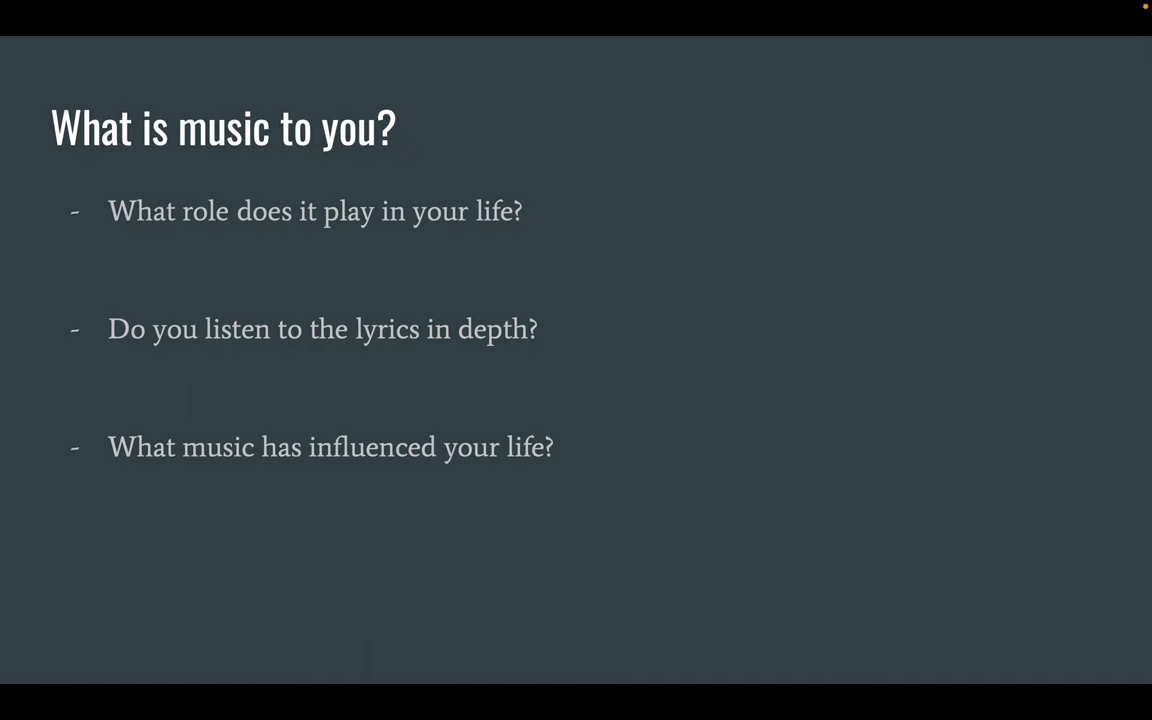 What is music to you?
- What role does it play in your life?
- Do you listen to the lyrics in depth?
- What music has influenced your life?